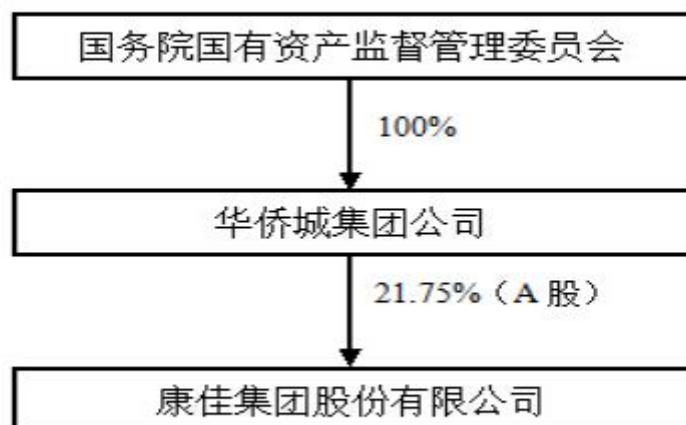 国务院国有资产监督管理委员会
100%
华侨城集团公司
21.75%（A 股）
康佳集团股份有限公司